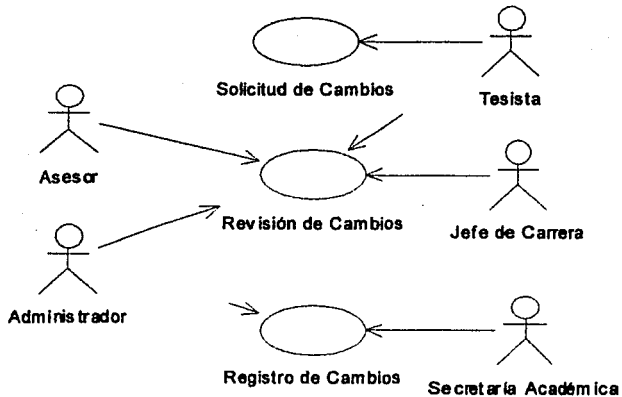 Solicitud de Cambios
Tesista
Asesor
Revisión de Cambios
Jefe de Carrera
Administrador
Registro de Cambios
Secretaría Académica